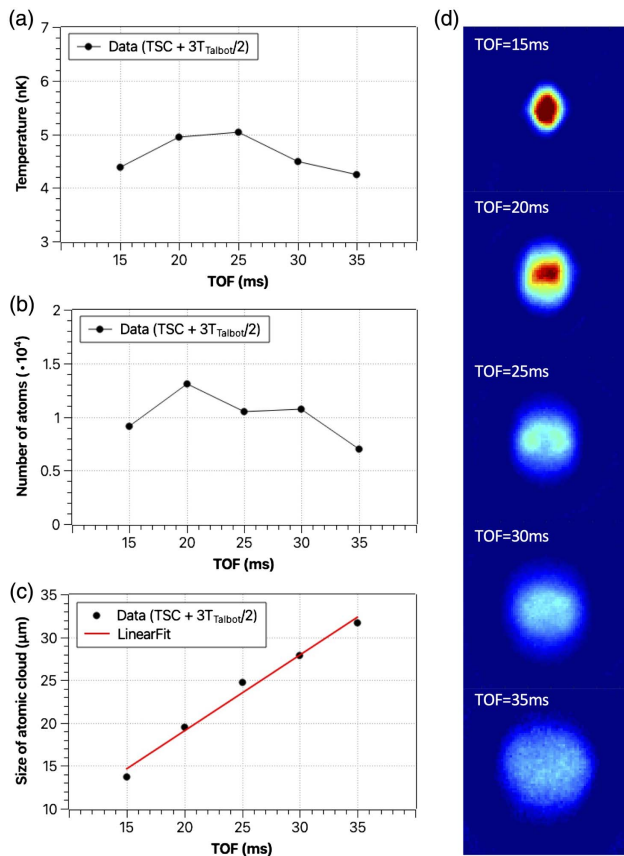 (a)
7
6
5
4
3
Temperature (nK)
Data (TSC + 3T_Talbot/2)
15 20 25 30 35
TOF (ms)
(b)
2
1.5
1
0.5
0
Number of atoms (·10⁴)
Data (TSC + 3T_Talbot/2)
15 20 25 30 35
TOF (ms)
(c)
35
30
25
20
15
10
Size of atomic cloud (μm)
Data (TSC + 3T_Talbot/2)
LinearFit
15 20 25 30 35
TOF (ms)
(d)
TOF=15ms
TOF=20ms
TOF=25ms
TOF=30ms
TOF=35ms